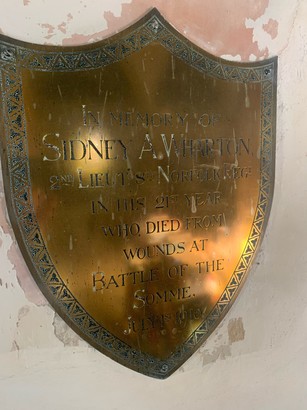 IN MEMORY OF
SIDNEY A. WHARTON
2ND LIEUT 
IN HIS 21ST YEAR
WHO DIED FROM
WOUNDS AT
BATTLE OF THE
SOMME.
JULY 1916